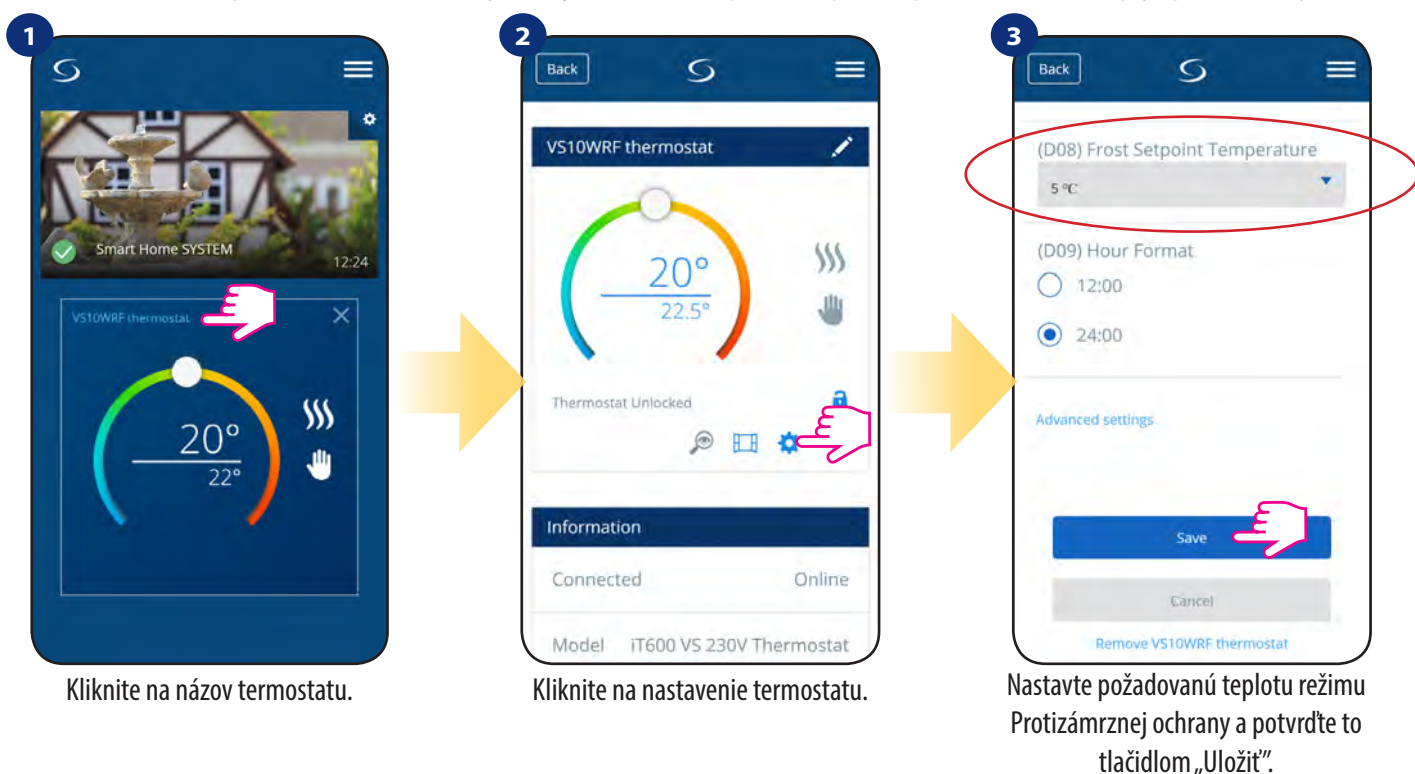 1
Smart Home SYSTEM
12:24
VS10WRF thermostat
20°
22°
Kliknite na názov termostatu.
2
Back
VS10WRF thermostat
20°
22.5°
Thermostat Unlocked
Information
Connected Online
Model iT600 VS 230V Thermostat
Kliknite na nastavenie termostatu.
3
Back
(D08) Frost Setpoint Temperature
5 °C
(D09) Hour Format
12:00
24:00
Advanced settings
Save
Cancel
Remove VS10WRF thermostat
Nastavte požadovanú teplotu režimu
Protizámrznej ochrany a potvrďte to
tlačidlom „Uložiť”.